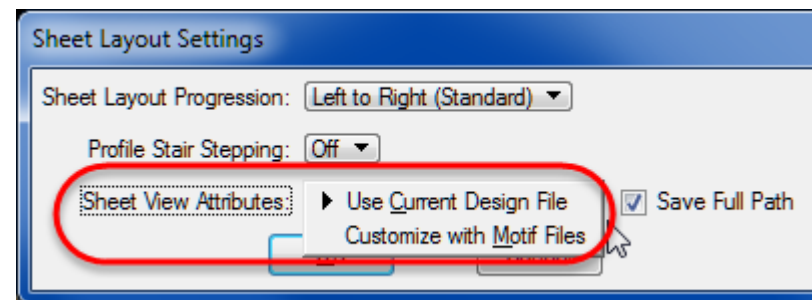 Sheet Layout Settings
Sheet Layout Progression: Left to Right (Standard)
Profile Stair Stepping: Off
Sheet View Attributes: Use Current Design File Save Full Path
Customize with Motif Files